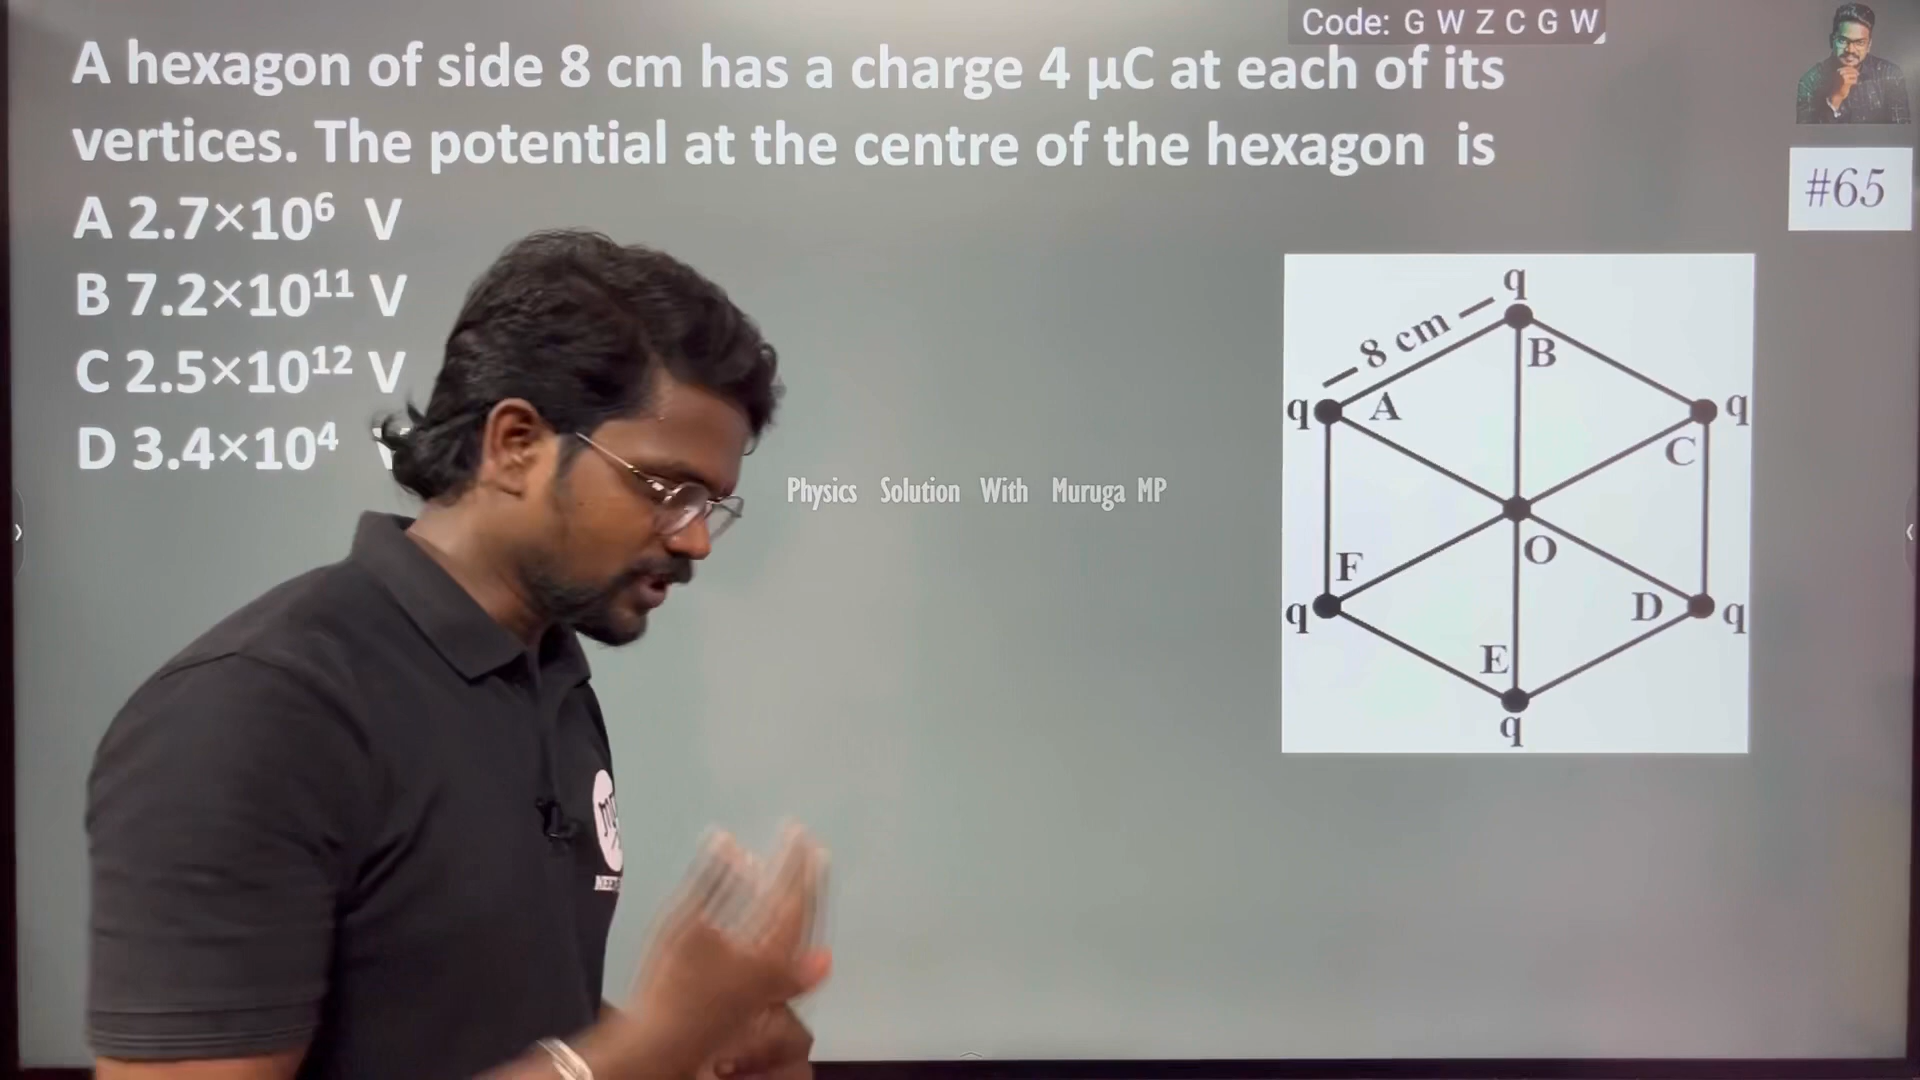 Code: G W Z C G W
A hexagon of side 8 cm has a charge 4 μC at each of its
vertices. The potential at the centre of the hexagon is
#65
A 2.7×10⁶ V
B 7.2×10¹¹ V
C 2.5×10¹² V
D 3.4×10⁴
Physics Solution With Muruga MP
q
8 cm
B
q
A
q
C
O
F
D
q
q
E
q